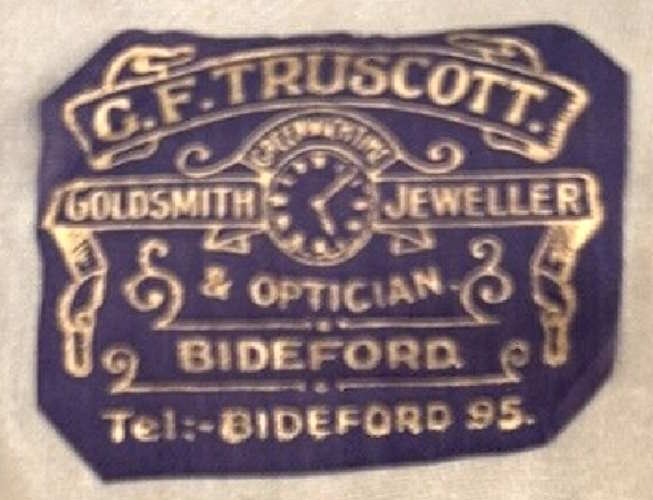 G.F. TRUSCOTT.
GREENWICH TIME
GOLDSMITH JEWELLER
& OPTICIAN
BIDEFORD.
Tel:- BIDEFORD 95.